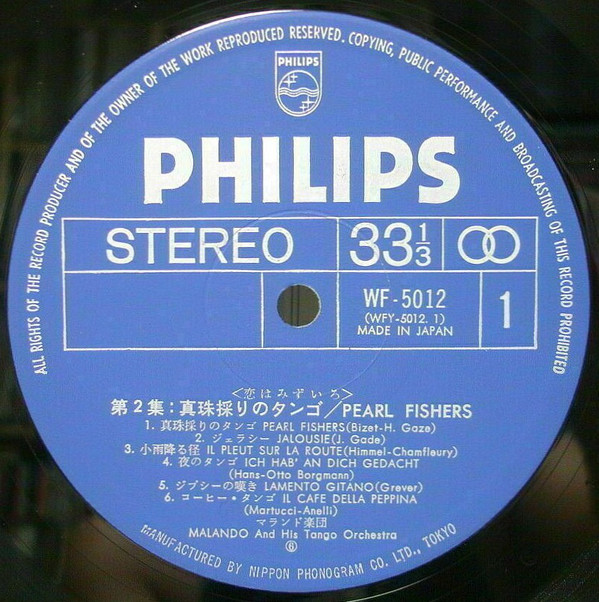 ALL RIGHTS OF THE RECORD PRODUCER AND OF THE OWNER OF THE WORK REPRODUCED RESERVED. COPYING, PUBLIC PERFORMANCE AND BROADCASTING OF THIS RECORD PROHIBITED
PHILIPS
PHILIPS
STEREO 33 1/3
WF-5012
(WFY-5012. 1)
MADE IN JAPAN
1
<恋はみずいろ>
第2集:真珠採りのタンゴ/PEARL FISHERS
1. 真珠採りのタンゴ PEARL FISHERS(Bizet-H. Gaze)
2. ジェラシー JALOUSIE(J. Gade)
3. 小雨降る径 IL PLEUT SUR LA ROUTE(Himmel-Chamfleury)
4. 夜のタンゴ ICH HAB' AN DICH GEDACHT
(Hans-Otto Borgmann)
5. ジプシーの嘆き LAMENTO GITANO(Grever)
6. コーヒー・タンゴ IL CAFE DELLA PEPPINA
(Martucci-Anelli)
マランド楽団
MALANDO And His Tango Orchestra
MANUFACTURED BY NIPPON PHONOGRAM CO. LTD., TOKYO